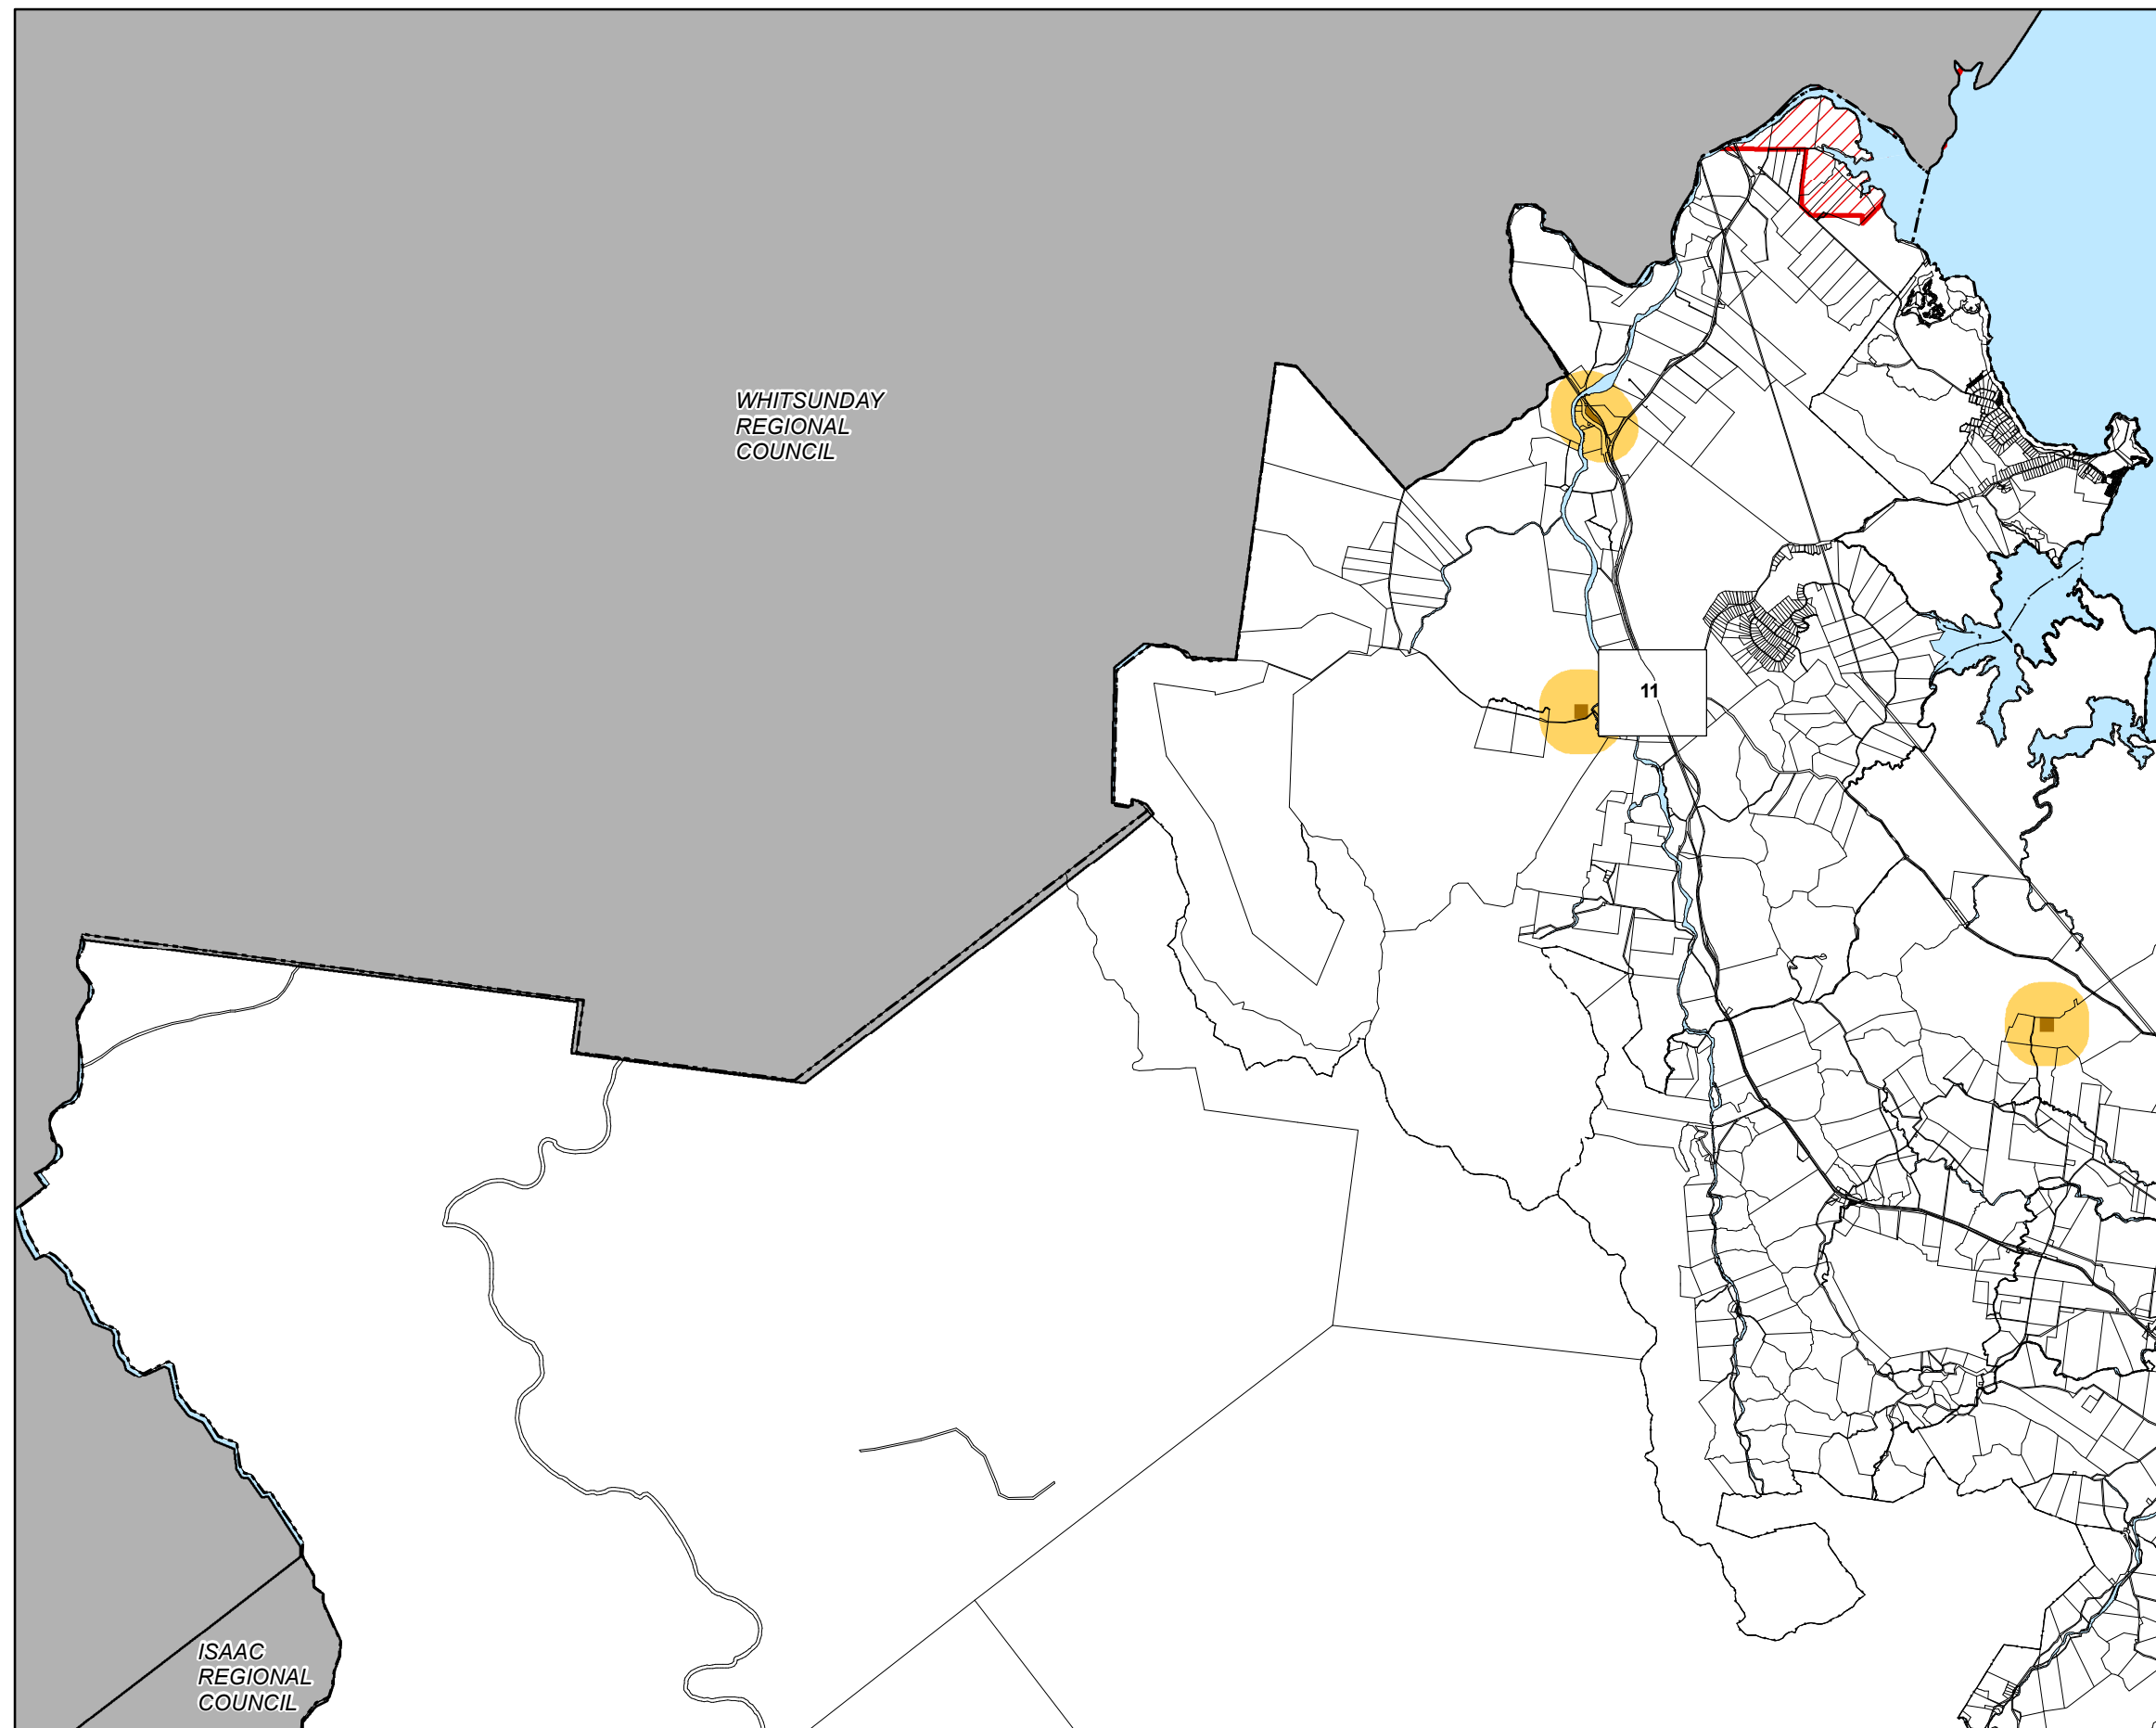 WHITSUNDAY
REGIONAL
COUNCIL
11
ISAAC
REGIONAL
COUNCIL